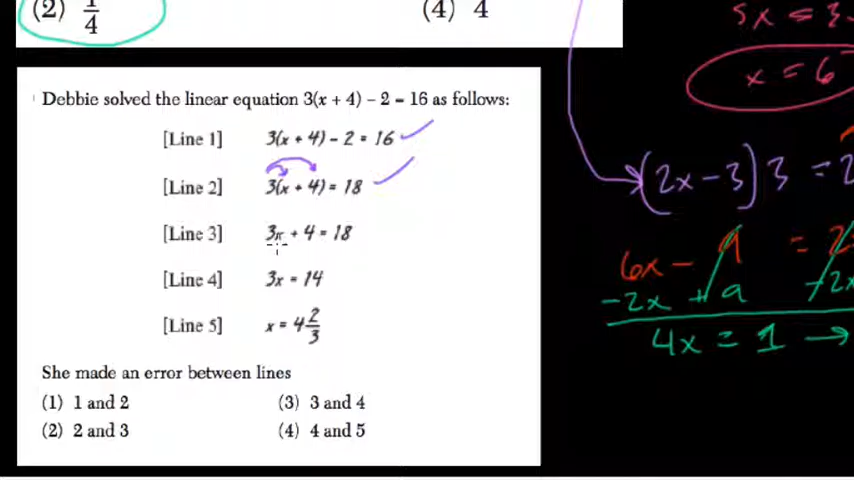 (2) 1/4
(4) 4
5x = 3
x = 6
Debbie solved the linear equation 3(x + 4) – 2 = 16 as follows:
[Line 1] 3(x + 4) – 2 = 16
[Line 2] 3(x + 4) = 18
[Line 3] 3x + 4 = 18
[Line 4] 3x = 14
[Line 5] x = 4 2/3
She made an error between lines
(1) 1 and 2
(3) 3 and 4
(2) 2 and 3
(4) 4 and 5
(2x – 3) 3 = 2
6x – 9 = 2
–2x + 9 –2x
4x = 1 →